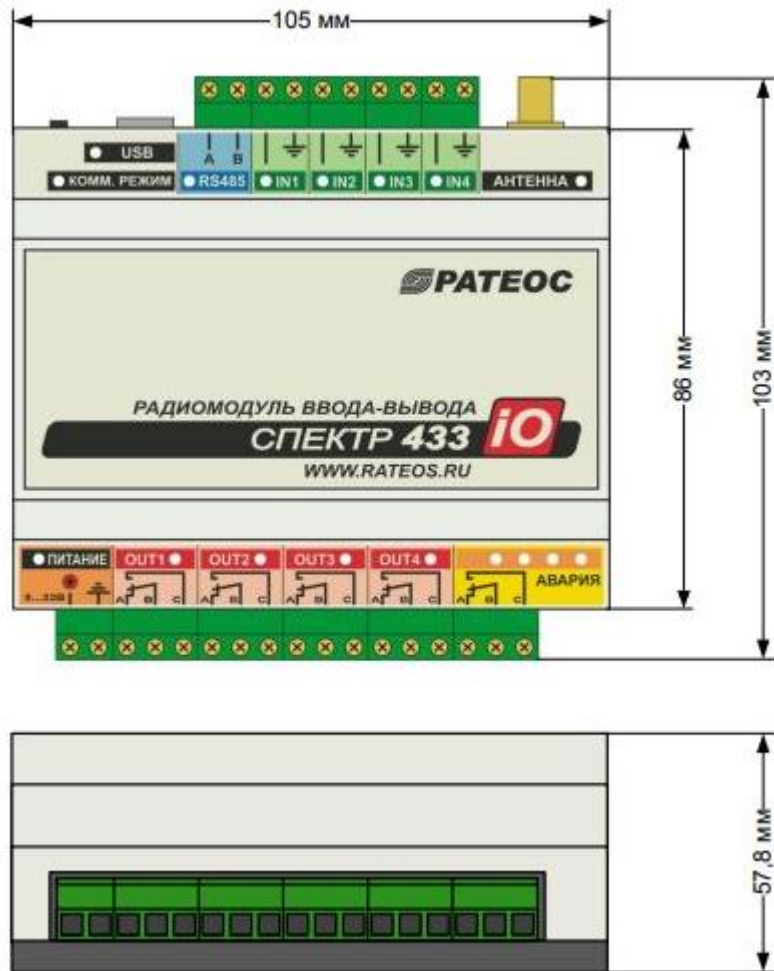 105 мм
USB
A B
КОММ. РЕЖИМ RS485 IN1 IN2 IN3 IN4 АНТЕННА
РАТЕОС
86 мм
103 мм
РАДИОМОДУЛЬ ВВОДА-ВЫВОДА
СПЕКТР 433 iO
WWW.RATEOS.RU
ПИТАНИЕ OUT1 OUT2 OUT3 OUT4
АВАРИЯ
A B C A B C A B C A B C A B C
57,8 мм